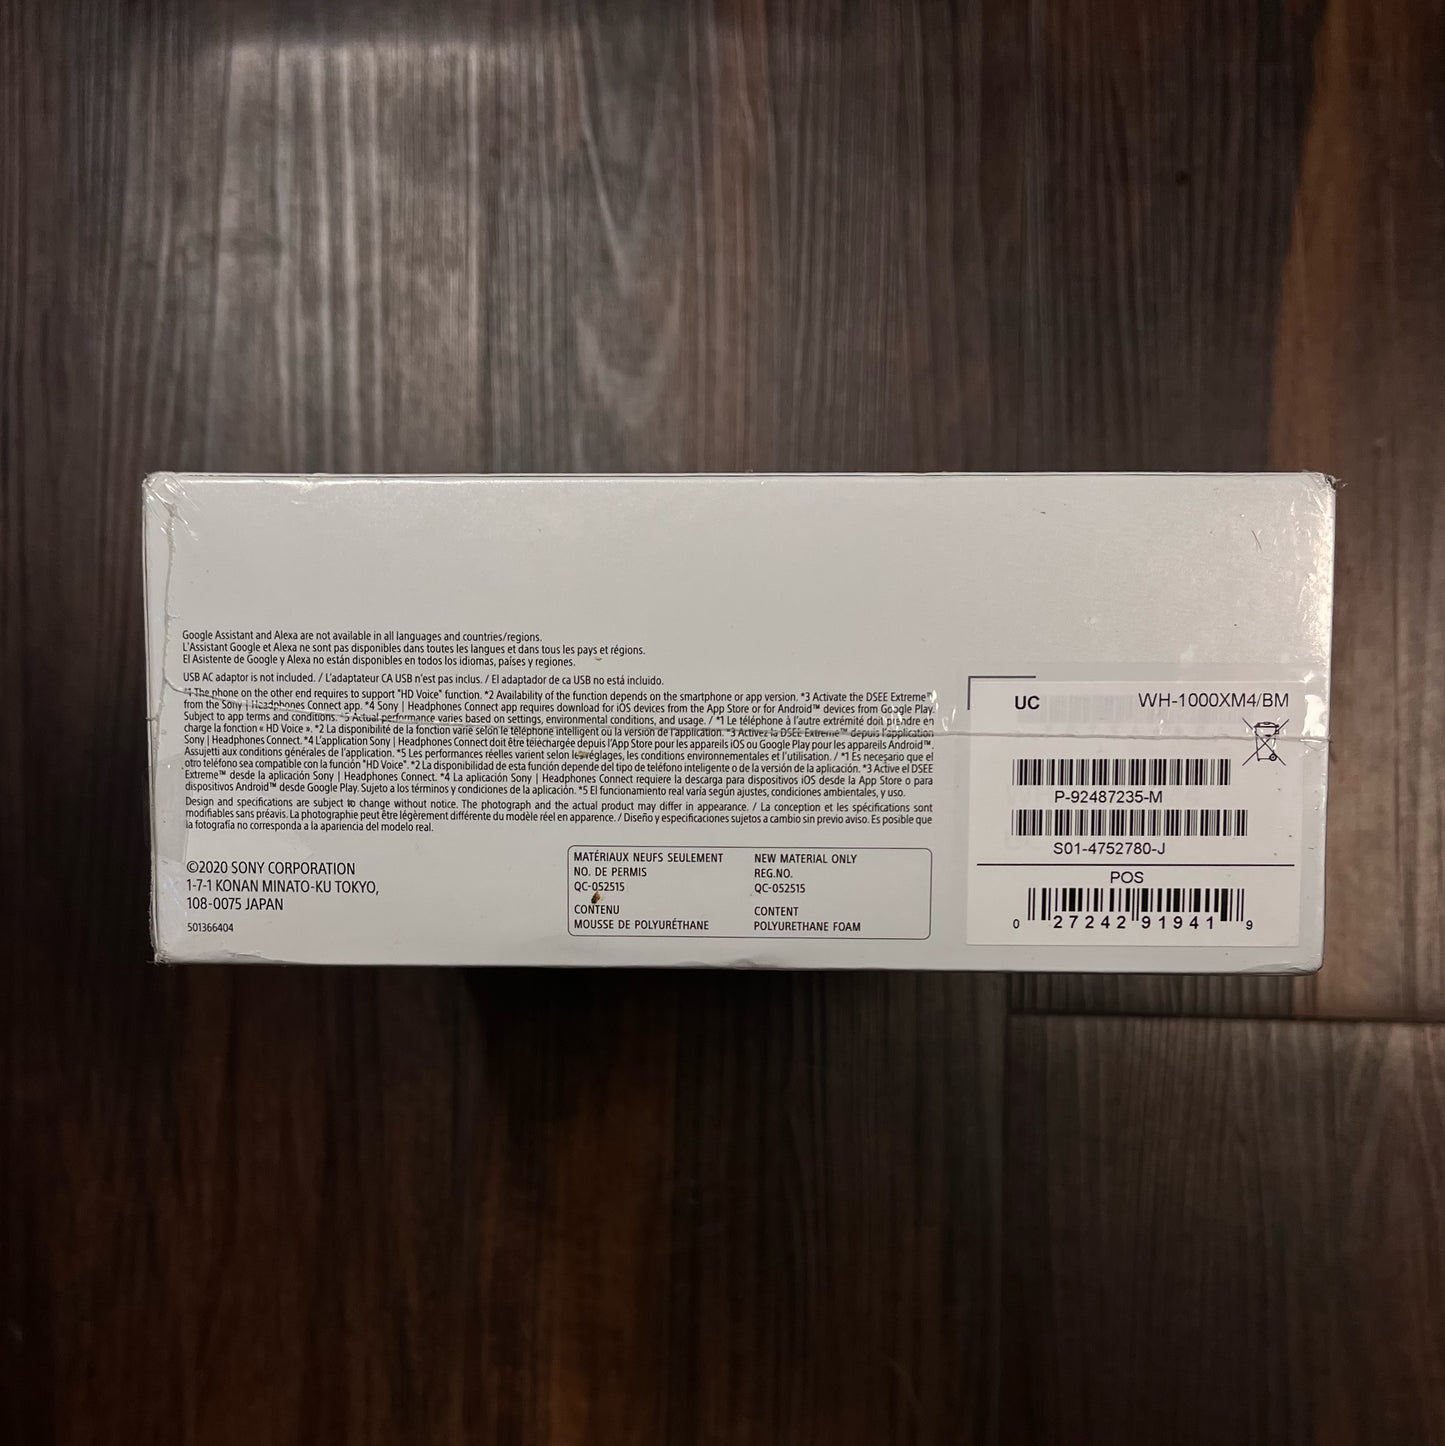 Google Assistant and Alexa are not available in all languages and countries/regions.
L'Assistant Google et Alexa ne sont pas disponibles dans toutes les langues et dans tous les pays et régions.
El Asistente de Google y Alexa no están disponibles en todos los idiomas, países y regiones.
USB AC adaptor is not included. / L'adaptateur CA USB n'est pas inclus. / El adaptador de ca USB no está incluido.
*1 The phone on the other end requires to support "HD Voice" function. *2 Availability of the function depends on the smartphone or app version. *3 Activate the DSEE Extreme™
from the Sony | Headphones Connect app. *4 Sony | Headphones Connect app requires download for iOS devices from the App Store or for Android™ devices from Google Play.
Subject to app terms and conditions. *5 Actual performance varies based on settings, environmental conditions, and usage. / *1 Le téléphone à l'autre extrémité doit prendre en
charge la fonction « HD Voice ». *2 La disponibilité de la fonction varie selon le téléphone intelligent ou la version de l'application. *3 Activez la DSEE Extreme™ depuis l'application
Sony | Headphones Connect. *4 L'application Sony | Headphones Connect doit être téléchargée depuis l'App Store pour les appareils iOS ou Google Play pour les appareils Android™.
Assujetti aux conditions générales de l'application. *5 Les performances réelles varient selon les réglages, les conditions environnementales et l'utilisation. / *1 Es necesario que el
otro teléfono sea compatible con la función "HD Voice". *2 La disponibilidad de esta función depende del tipo de teléfono inteligente o de la versión de la aplicación. *3 Active el DSEE
Extreme™ desde la aplicación Sony | Headphones Connect. *4 La aplicación Sony | Headphones Connect requiere la descarga para dispositivos iOS desde la App Store o para
dispositivos Android™ desde Google Play. Sujeto a los términos y condiciones de la aplicación. *5 El funcionamiento real varía según ajustes, condiciones ambientales, y uso.
Design and specifications are subject to change without notice. The photograph and the actual product may differ in appearance. / La conception et les spécifications sont
modifiables sans préavis. La photographie peut être légèrement différente du modèle réel en apparence. / Diseño y especificaciones sujetos a cambio sin previo aviso. Es posible que
la fotografía no corresponda a la apariencia del modelo real.
©2020 SONY CORPORATION
1-7-1 KONAN MINATO-KU TOKYO,
108-0075 JAPAN
501366404
MATÉRIAUX NEUFS SEULEMENT
NO. DE PERMIS
QC-052515
CONTENU
MOUSSE DE POLYURÉTHANE
NEW MATERIAL ONLY
REG.NO.
QC-052515
CONTENT
POLYURETHANE FOAM
UC WH-1000XM4/BM
P-92487235-M
S01-4752780-J
POS
0 27242 91941 9